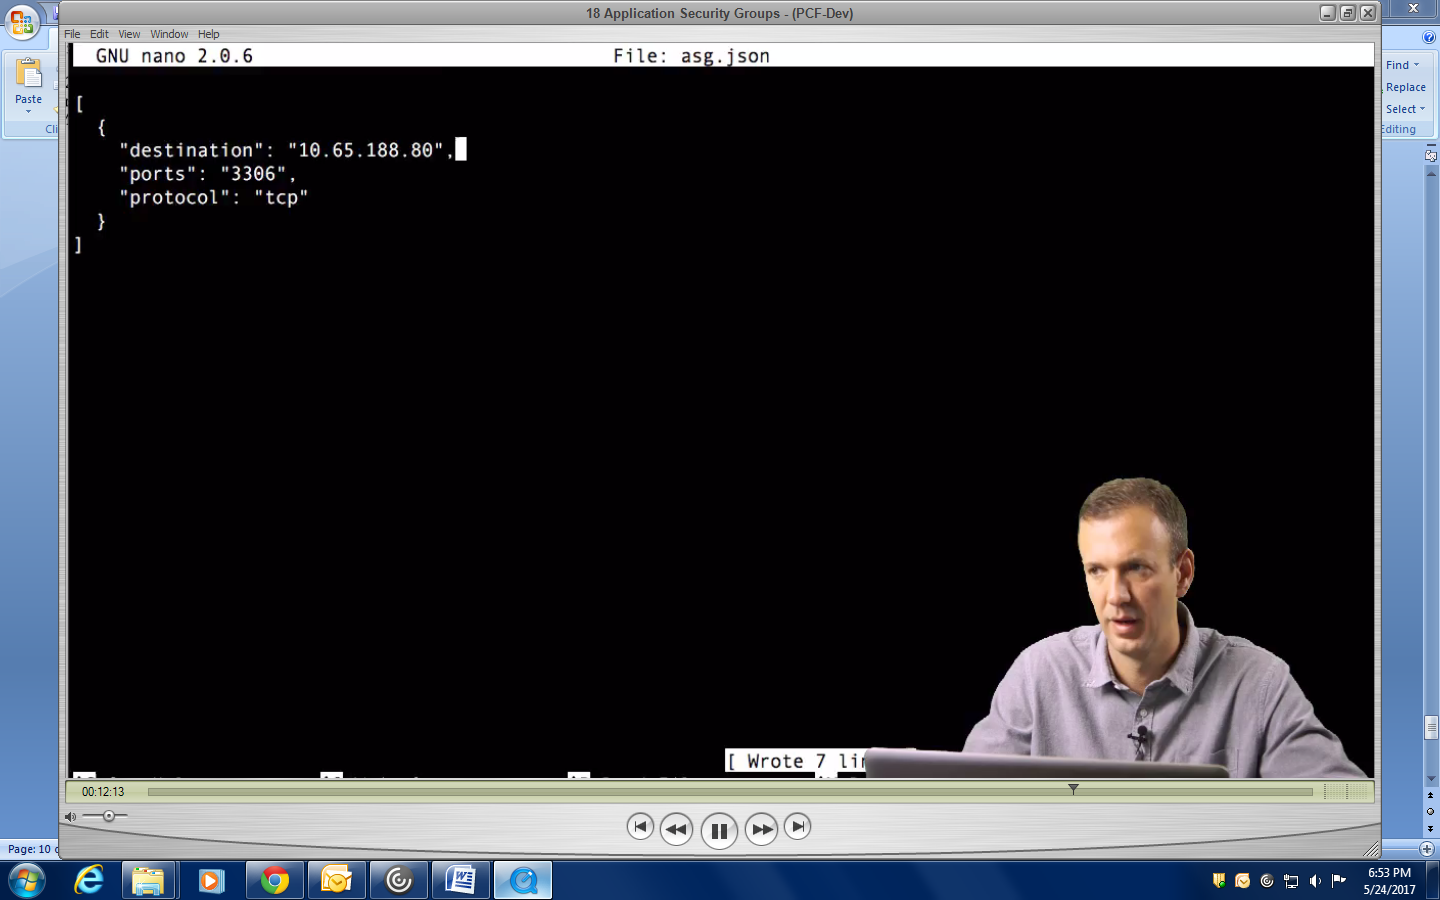 18 Application Security Groups - (PCF-Dev)
File Edit View Window Help
GNU nano 2.0.6 File: asg.json
[
{
"destination": "10.65.188.80",
"ports": "3306",
"protocol": "tcp"
}
]
[ Wrote 7
00:12:13
Paste
Find
Replace
Select
Editing
Page: 10
6:53 PM
5/24/2017